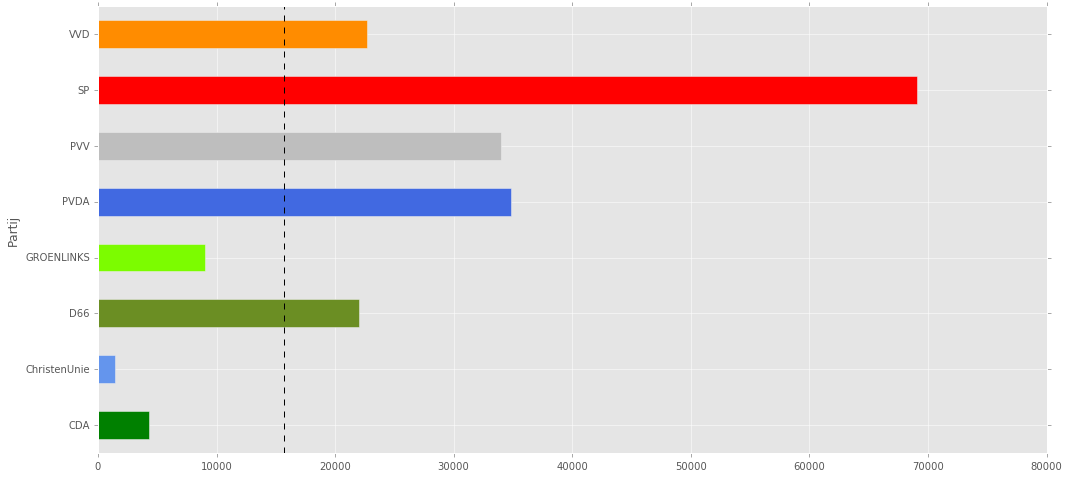 VVD
SP
PVV
PVDA
GROENLINKS
D66
ChristenUnie
CDA
Partij
0 10000 20000 30000 40000 50000 60000 70000 80000